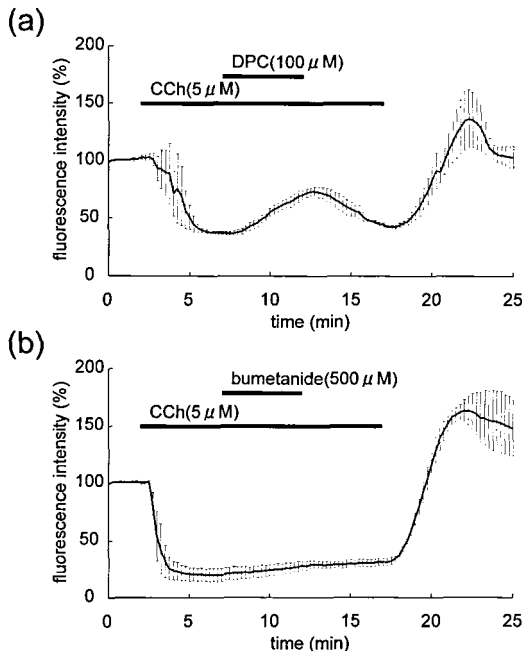 (a)
DPC(100 μM)
CCh(5 μM)
fluorescence intensity (%)
200
150
100
50
0
0 5 10 15 20 25
time (min)
(b)
bumetanide(500 μM)
CCh(5 μM)
fluorescence intensity (%)
200
150
100
50
0
0 5 10 15 20 25
time (min)